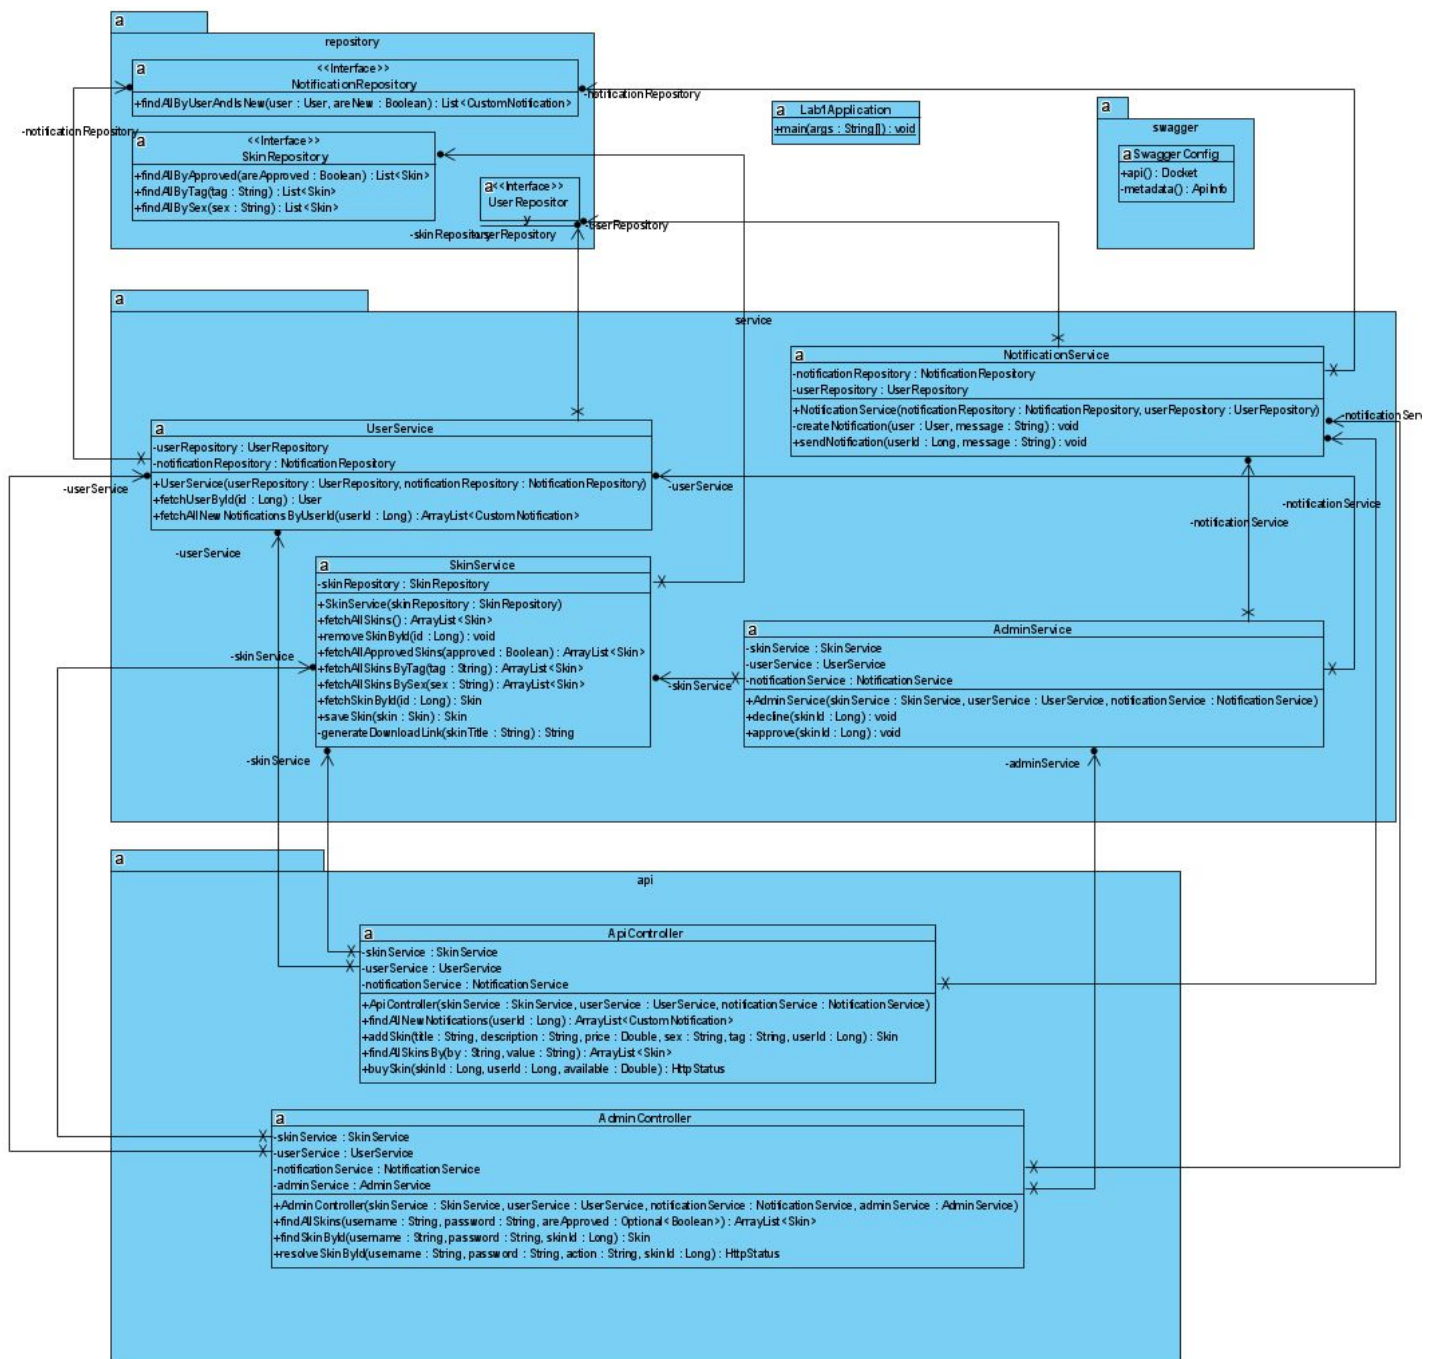 a
repository
a
<<Interface>>
NotificationRepository
+findAllByUserAndIsNew(user : User, areNew : Boolean) : List<CustomNotification>
-notificationRepository
-notificationRepository
a
<<Interface>>
SkinRepository
+findAllByApproved(areApproved : Boolean) : List<Skin>
+findAllByTag(tag : String) : List<Skin>
+findAllBySex(sex : String) : List<Skin>
a
<<Interface>>
UserRepositor
y
-skinRepository
-userRepository
-userRepository
a
Lab1Application
+main(args : String[]) : void
a
swagger
a
SwaggerConfig
+api() : Docket
-metadata() : ApiInfo
a
service
a
NotificationService
-notificationRepository : NotificationRepository
-userRepository : UserRepository
+NotificationService(notificationRepository : NotificationRepository, userRepository : UserRepository)
-createNotification(user : User, message : String) : void
+sendNotification(userId : Long, message : String) : void
-notificationSer
a
UserService
-userRepository : UserRepository
-notificationRepository : NotificationRepository
+UserService(userRepository : UserRepository, notificationRepository : NotificationRepository)
+fetchUserById(id : Long) : User
+fetchAllNewNotificationsByUserId(userId : Long) : ArrayList<CustomNotification>
-userService
-userService
-userService
-notificationService
-notificationService
a
SkinService
-skinRepository : SkinRepository
+SkinService(skinRepository : SkinRepository)
+fetchAllSkins() : ArrayList<Skin>
+removeSkinById(id : Long) : void
+fetchAllApprovedSkins(approved : Boolean) : ArrayList<Skin>
+fetchAllSkinsByTag(tag : String) : ArrayList<Skin>
+fetchAllSkinsBySex(sex : String) : ArrayList<Skin>
+fetchSkinById(id : Long) : Skin
+saveSkin(skin : Skin) : Skin
-generateDownloadLink(skinTitle : String) : String
-skinService
-skinService
-skinService
a
AdminService
-skinService : SkinService
-userService : UserService
-notificationService : NotificationService
+AdminService(skinService : SkinService, userService : UserService, notificationService : NotificationService)
+decline(skinId : Long) : void
+approve(skinId : Long) : void
-adminService
a
api
a
ApiController
-skinService : SkinService
-userService : UserService
-notificationService : NotificationService
+ApiController(skinService : SkinService, userService : UserService, notificationService : NotificationService)
+findAllNewNotifications(userId : Long) : ArrayList<CustomNotification>
+addSkin(title : String, description : String, price : Double, sex : String, tag : String, userId : Long) : Skin
+findAllSkinsBy(by : String, value : String) : ArrayList<Skin>
+buySkin(skinId : Long, userId : Long, available : Double) : HttpStatus
a
AdminController
-skinService : SkinService
-userService : UserService
-notificationService : NotificationService
-adminService : AdminService
+AdminController(skinService : SkinService, userService : UserService, notificationService : NotificationService, adminService : AdminService)
+findAllSkins(username : String, password : String, areApproved : Optional<Boolean>) : ArrayList<Skin>
+findSkinById(username : String, password : String, skinId : Long) : Skin
+resolveSkinById(username : String, password : String, action : String, skinId : Long) : HttpStatus